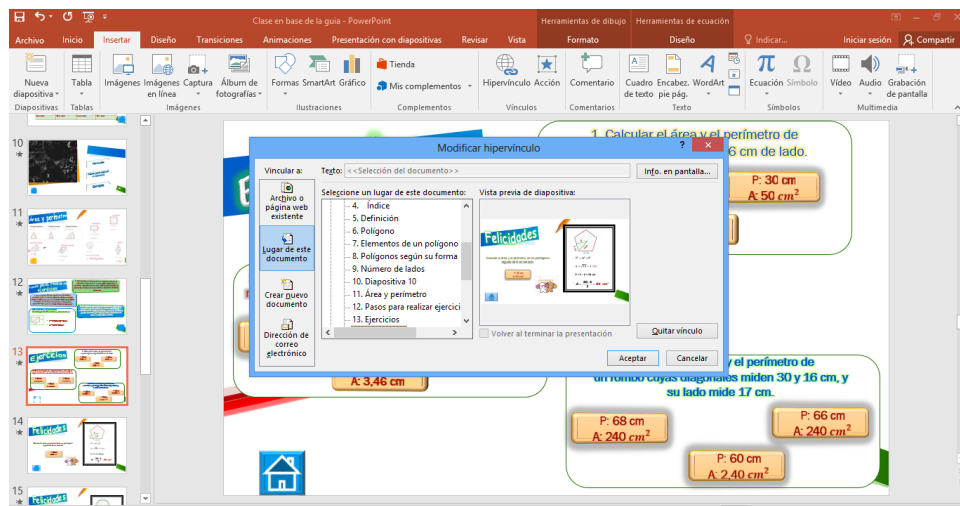 Clase en base de la guia - PowerPoint
Herramientas de dibujo
Herramientas de ecuación
Archivo
Inicio
Insertar
Diseño
Transiciones
Animaciones
Presentación con diapositivas
Revisar
Vista
Formato
Diseño
Indicar...
Iniciar sesión
Compartir
Nueva diapositiva
Tabla
Imágenes
Imágenes en línea
Captura
Álbum de fotografías
Formas
SmartArt
Gráfico
Tienda
Mis complementos
Hipervínculo
Acción
Comentario
Cuadro de texto
Encabez. pie pág.
WordArt
Ecuación
Símbolo
Vídeo
Audio
Grabación de pantalla
Diapositivas
Tablas
Imágenes
Ilustraciones
Complementos
Vínculos
Comentarios
Texto
Símbolos
Multimedia
10
11
12
13
Ejercicios
14
Felicidades
15
Felicidades
1. Calcular el área y el perímetro de
6 cm de lado.
P: 30 cm
A: 50 cm²
Modificar hipervínculo
?
Vincular a:
Texto:
<<Selección del documento>>
Info. en pantalla...
Archivo o
página web
existente
Lugar de este
documento
Crear nuevo
documento
Dirección de
correo
electrónico
Seleccione un lugar de este documento:
4. Índice
5. Definición
6. Polígono
7. Elementos de un polígono
8. Polígonos según su forma
9. Número de lados
10. Diapositiva 10
11. Área y perímetro
12. Pasos para realizar ejercici
13. Ejercicios
Vista previa de diapositiva:
Felicidades
Volver al terminar la presentación
Quitar vínculo
Aceptar
Cancelar
A: 3,46 cm
y el perímetro de
un rombo cuyas diagonales miden 30 y 16 cm, y
su lado mide 17 cm.
P: 68 cm
A: 240 cm²
P: 66 cm
A: 240 cm²
P: 60 cm
A: 2,40 cm²